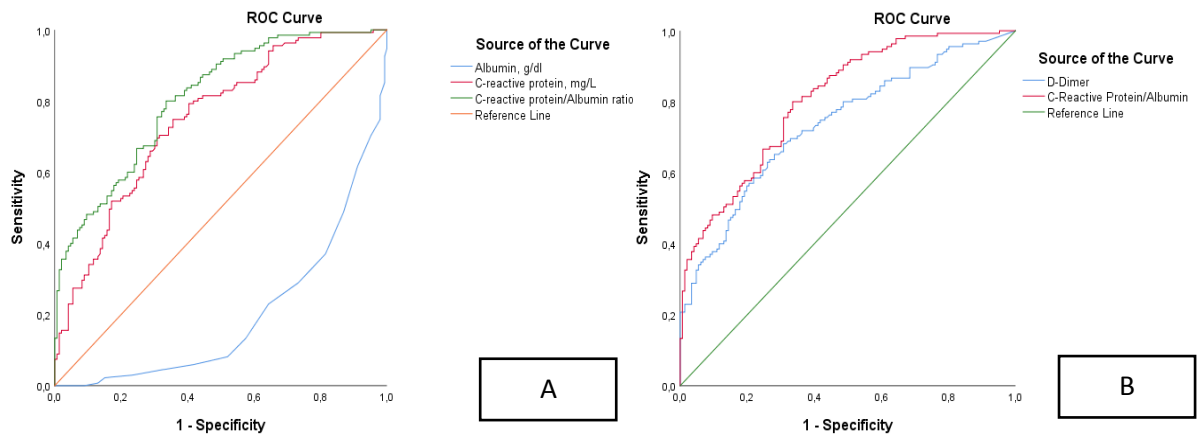 ROC Curve
Source of the Curve
Albumin, g/dl
C-reactive protein, mg/L
C-reactive protein/Albumin ratio
Reference Line
1,0
0,8
0,6
0,4
0,2
0,0
Sensitivity
0,0 0,2 0,4 0,6 0,8 1,0
1 - Specificity
A
ROC Curve
Source of the Curve
D-Dimer
C-Reactive Protein/Albumin
Reference Line
1,0
0,8
0,6
0,4
0,2
0,0
Sensitivity
0,0 0,2 0,4 0,6 0,8 1,0
1 - Specificity
B